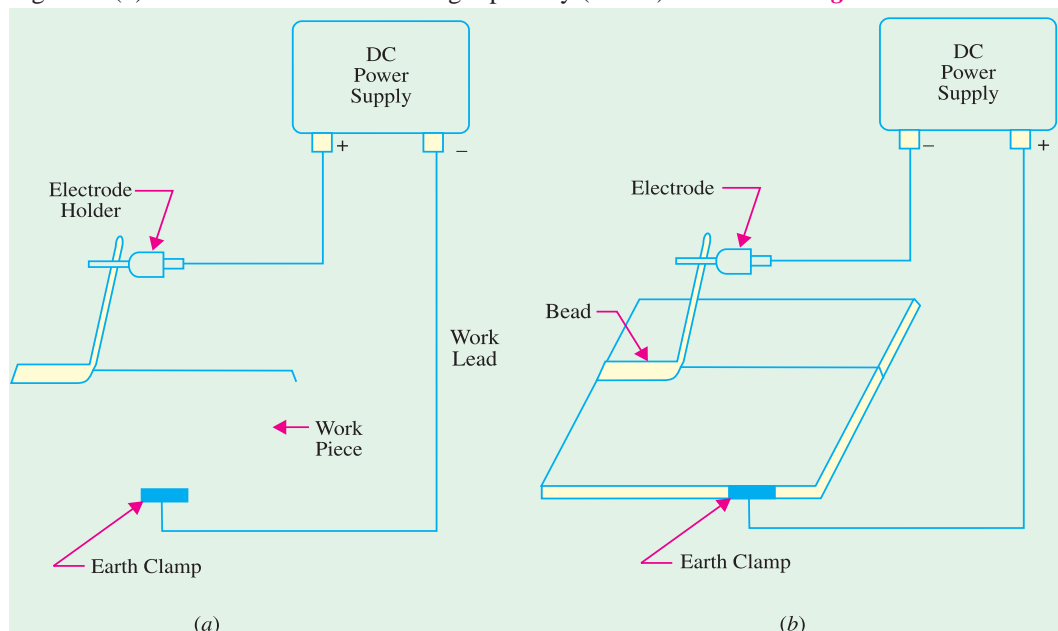 DC
Power
Supply
+
–
Electrode
Holder
Work
Lead
Work
Piece
Earth Clamp
(a)
DC
Power
Supply
–
+
Electrode
Bead
Earth Clamp
(b)